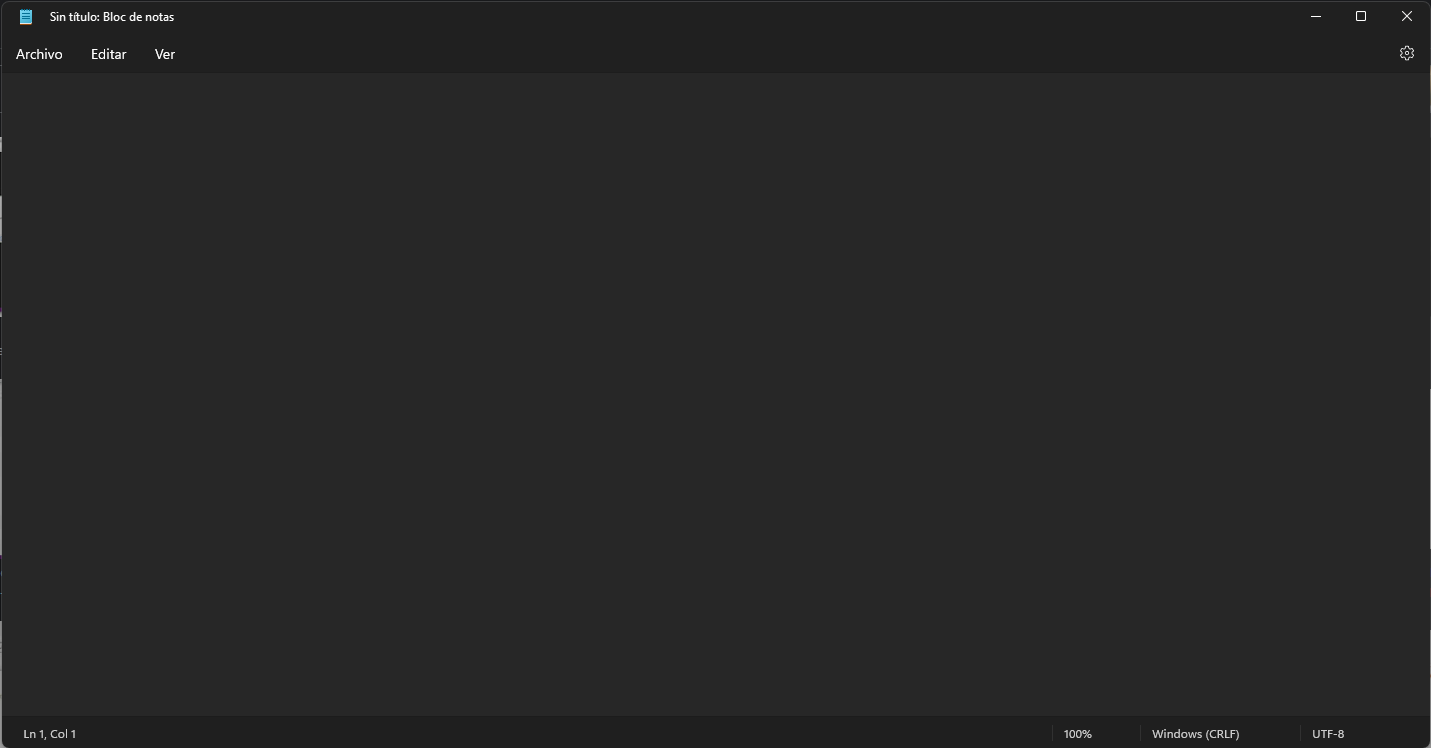 Sin título: Bloc de notas
Archivo Editar Ver
Ln 1, Col 1 100% Windows (CRLF) UTF-8